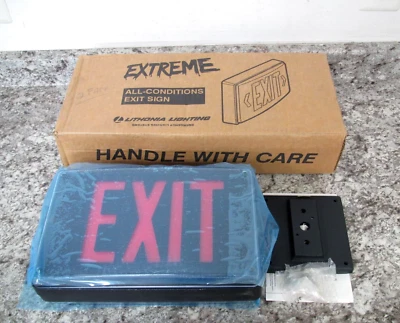 EXTREME
ALL-CONDITIONS
EXIT SIGN
EXIT
LITHONIA LIGHTING
HANDLE WITH CARE
EXIT